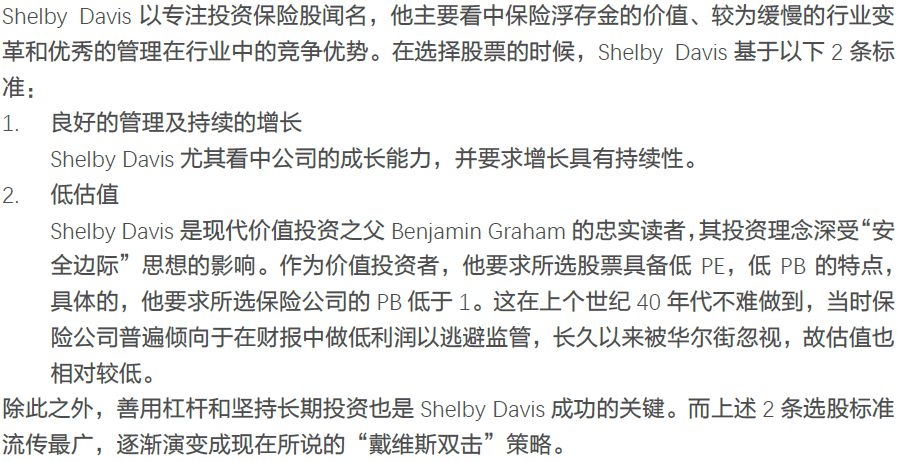 Shelby Davis 以专注投资保险股闻名，他主要看中保险浮存金的价值、较为缓慢的行业变
革和优秀的管理在行业中的竞争优势。在选择股票的时候，Shelby Davis 基于以下 2 条标
准：
1. 良好的管理及持续的增长
Shelby Davis 尤其看中公司的成长能力，并要求增长具有持续性。
2. 低估值
Shelby Davis 是现代价值投资之父 Benjamin Graham 的忠实读者，其投资理念深受“安
全边际” 思想的影响。作为价值投资者，他要求所选股票具备低 PE，低 PB 的特点，
具体的，他要求所选保险公司的 PB 低于 1。这在上个世纪 40 年代不难做到，当时保
险公司普遍倾向于在财报中做低利润以逃避监管，长久以来被华尔街忽视，故估值也
相对较低。
除此之外，善用杠杆和坚持长期投资也是 Shelby Davis 成功的关键。而上述 2 条选股标准
流传最广，逐渐演变成现在所说的“戴维斯双击”策略。